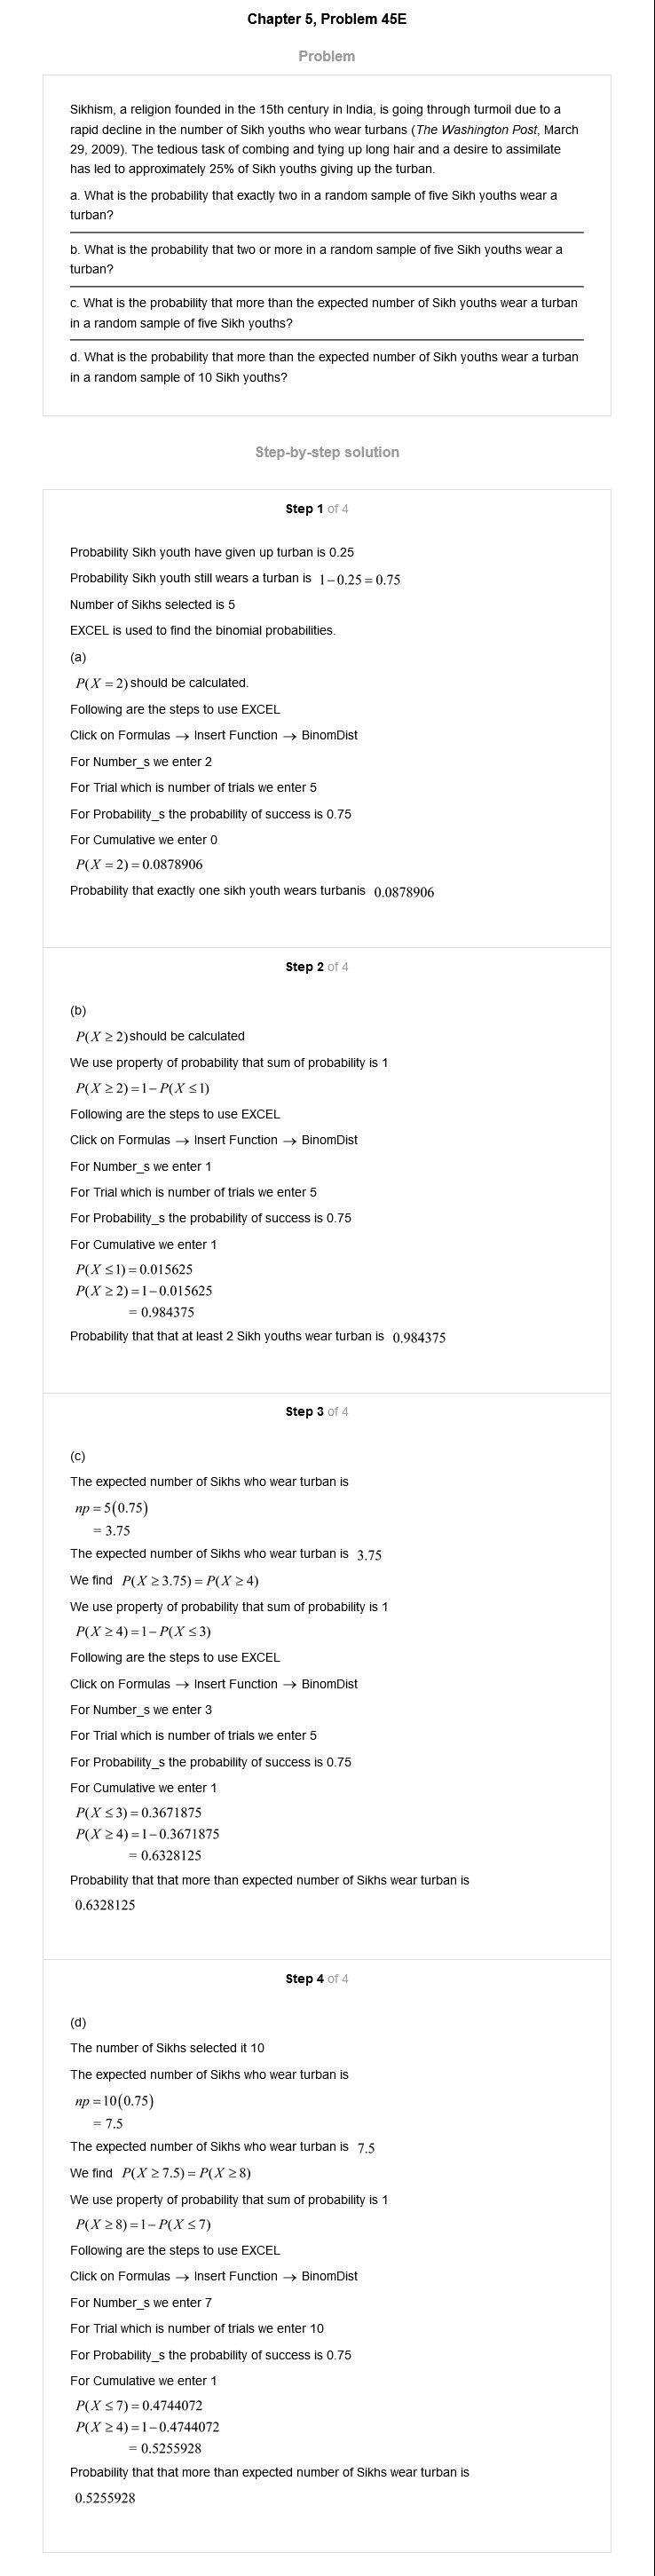 Chapter 5, Problem 45E
Problem
Sikhism, a religion founded in the 15th century in India, is going through turmoil due to a
rapid decline in the number of Sikh youths who wear turbans (The Washington Post, March
29, 2009). The tedious task of combing and tying up long hair and a desire to assimilate
has led to approximately 25% of Sikh youths giving up the turban.
a. What is the probability that exactly two in a random sample of five Sikh youths wear a
turban?
b. What is the probability that two or more in a random sample of five Sikh youths wear a
turban?
c. What is the probability that more than the expected number of Sikh youths wear a turban
in a random sample of five Sikh youths?
d. What is the probability that more than the expected number of Sikh youths wear a turban
in a random sample of 10 Sikh youths?
Step-by-step solution
Step 1 of 4
Probability Sikh youth have given up turban is 0.25
Probability Sikh youth still wears a turban is 1−0.25 = 0.75
Number of Sikhs selected is 5
EXCEL is used to find the binomial probabilities.
(a)
P(X = 2) should be calculated.
Following are the steps to use EXCEL
Click on Formulas → Insert Function → BinomDist
For Number_s we enter 2
For Trial which is number of trials we enter 5
For Probability_s the probability of success is 0.75
For Cumulative we enter 0
P(X = 2) = 0.0878906
Probability that exactly one sikh youth wears turbanis 0.0878906
Step 2 of 4
(b)
P(X ≥ 2) should be calculated
We use property of probability that sum of probability is 1
P(X ≥ 2) = 1− P(X ≤ 1)
Following are the steps to use EXCEL
Click on Formulas → Insert Function → BinomDist
For Number_s we enter 1
For Trial which is number of trials we enter 5
For Probability_s the probability of success is 0.75
For Cumulative we enter 1
P(X ≤ 1) = 0.015625
P(X ≥ 2) = 1−0.015625
= 0.984375
Probability that that at least 2 Sikh youths wear turban is 0.984375
Step 3 of 4
(c)
The expected number of Sikhs who wear turban is
np = 5(0.75)
= 3.75
The expected number of Sikhs who wear turban is 3.75
We find P(X ≥ 3.75) = P(X ≥ 4)
We use property of probability that sum of probability is 1
P(X ≥ 4) = 1− P(X ≤ 3)
Following are the steps to use EXCEL
Click on Formulas → Insert Function → BinomDist
For Number_s we enter 3
For Trial which is number of trials we enter 5
For Probability_s the probability of success is 0.75
For Cumulative we enter 1
P(X ≤ 3) = 0.3671875
P(X ≥ 4) = 1−0.3671875
= 0.6328125
Probability that that more than expected number of Sikhs wear turban is
0.6328125
Step 4 of 4
(d)
The number of Sikhs selected it 10
The expected number of Sikhs who wear turban is
np = 10(0.75)
= 7.5
The expected number of Sikhs who wear turban is 7.5
We find P(X ≥ 7.5) = P(X ≥ 8)
We use property of probability that sum of probability is 1
P(X ≥ 8) = 1− P(X ≤ 7)
Following are the steps to use EXCEL
Click on Formulas → Insert Function → BinomDist
For Number_s we enter 7
For Trial which is number of trials we enter 10
For Probability_s the probability of success is 0.75
For Cumulative we enter 1
P(X ≤ 7) = 0.4744072
P(X ≥ 4) = 1−0.4744072
= 0.5255928
Probability that that more than expected number of Sikhs wear turban is
0.5255928